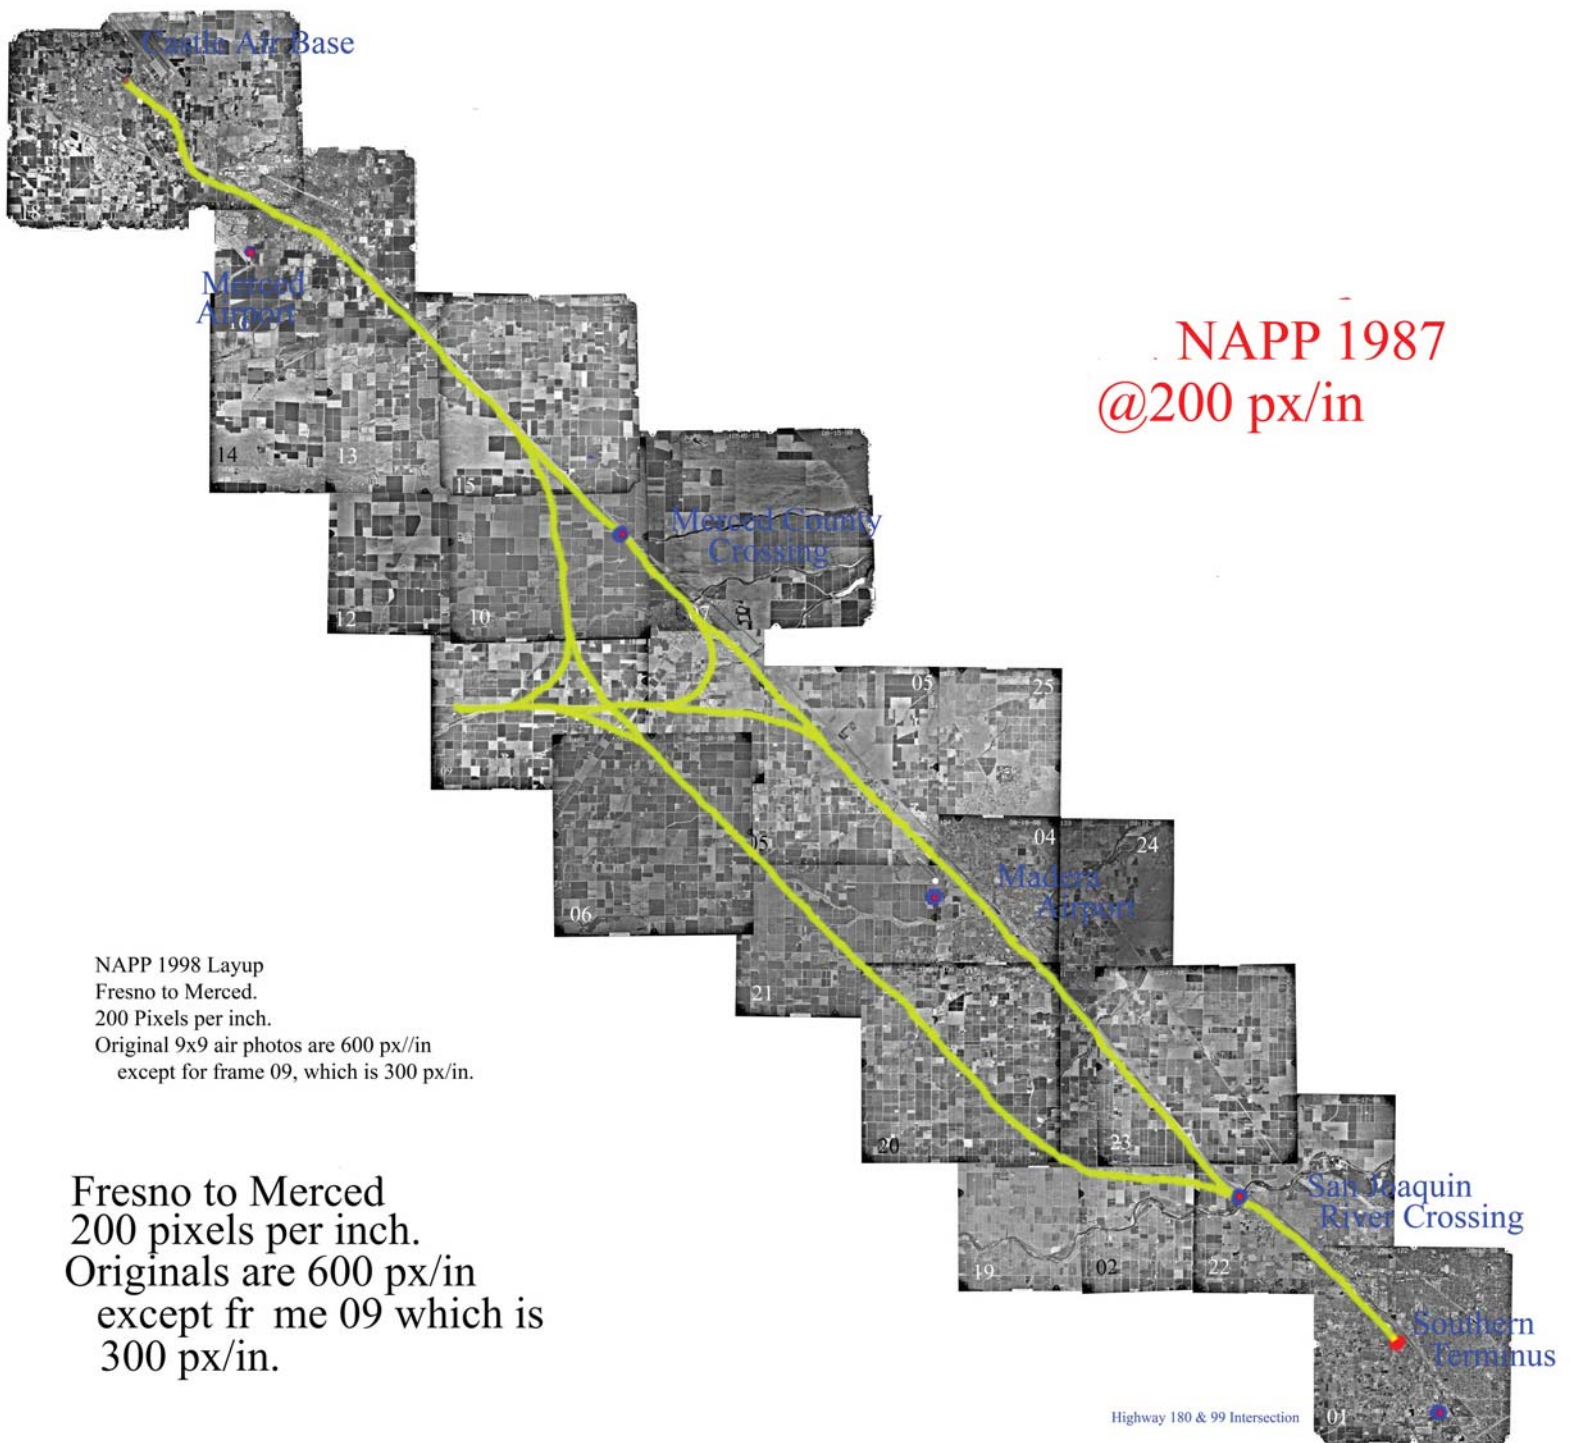 Castle Air Base
Merced
Airport
NAPP 1987
@200 px/in
14
13
15
Merced County
Crossing
12
10
07
05
25
09
04
24
05
Madera
Airport
06
21
NAPP 1998 Layup
Fresno to Merced.
200 Pixels per inch.
Original 9x9 air photos are 600 px//in
except for frame 09, which is 300 px/in.
20
23
Fresno to Merced
200 pixels per inch.
Originals are 600 px/in
except fr me 09 which is
300 px/in.
San Joaquin
River Crossing
19
02
22
Southern
Terminus
Highway 180 & 99 Intersection
01